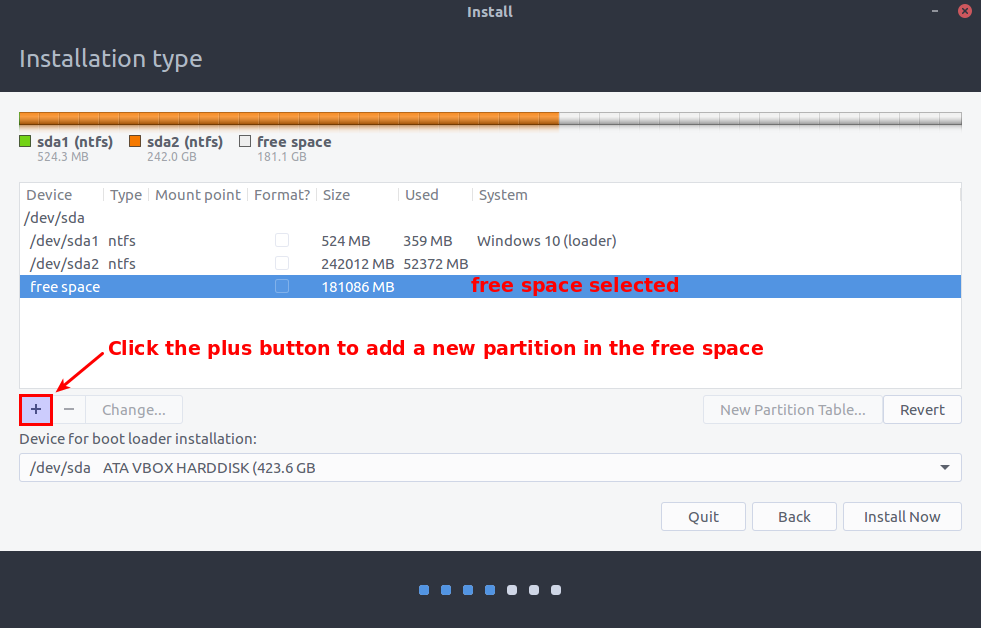 Install
Installation type
sda1 (ntfs) sda2 (ntfs) free space
524.3 MB 242.0 GB 181.1 GB
Device Type Mount point Format? Size Used System
/dev/sda
/dev/sda1 ntfs 524 MB 359 MB Windows 10 (loader)
/dev/sda2 ntfs 242012 MB 52372 MB
free space 181086 MB free space selected
Click the plus button to add a new partition in the free space
+ − Change... New Partition Table... Revert
Device for boot loader installation:
/dev/sda ATA VBOX HARDDISK (423.6 GB
Quit Back Install Now